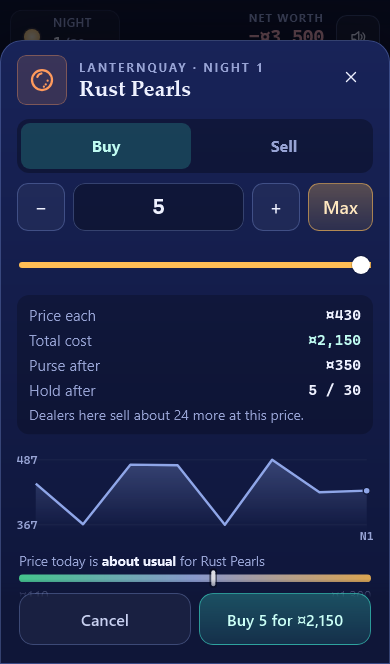 NIGHT
NET WORTH
−¤3,500
LANTERNQUAY · NIGHT 1
Rust Pearls
×
Buy
Sell
−
5
+
Max
Price each
¤430
Total cost
¤2,150
Purse after
¤350
Hold after
5 / 30
Dealers here sell about 24 more at this price.
487
367
N1
Price today is about usual for Rust Pearls
Cancel
Buy 5 for ¤2,150